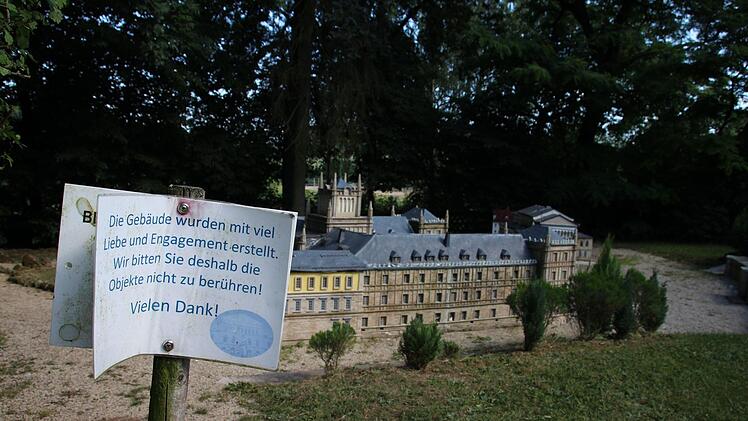 Die Gebäude wurden mit viel
Liebe und Engagement erstellt.
Wir bitten Sie deshalb die
Objekte nicht zu berühren!
Vielen Dank!